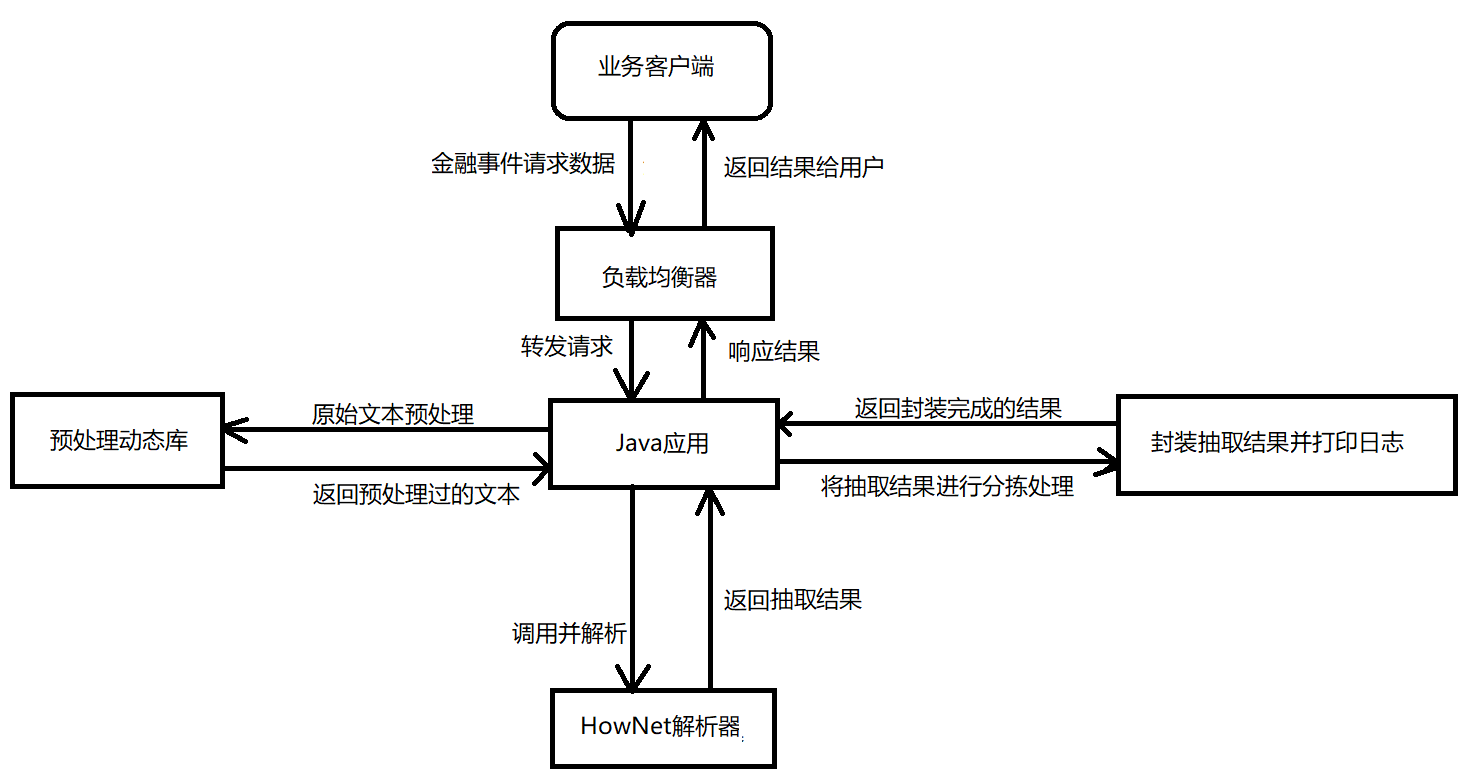 业务客户端
金融事件请求数据
返回结果给用户
负载均衡器
转发请求
响应结果
原始文本预处理
返回封装完成的结果
预处理动态库
Java应用
封装抽取结果并打印日志
返回预处理过的文本
将抽取结果进行分拣处理
返回抽取结果
调用并解析
HowNet解析器;